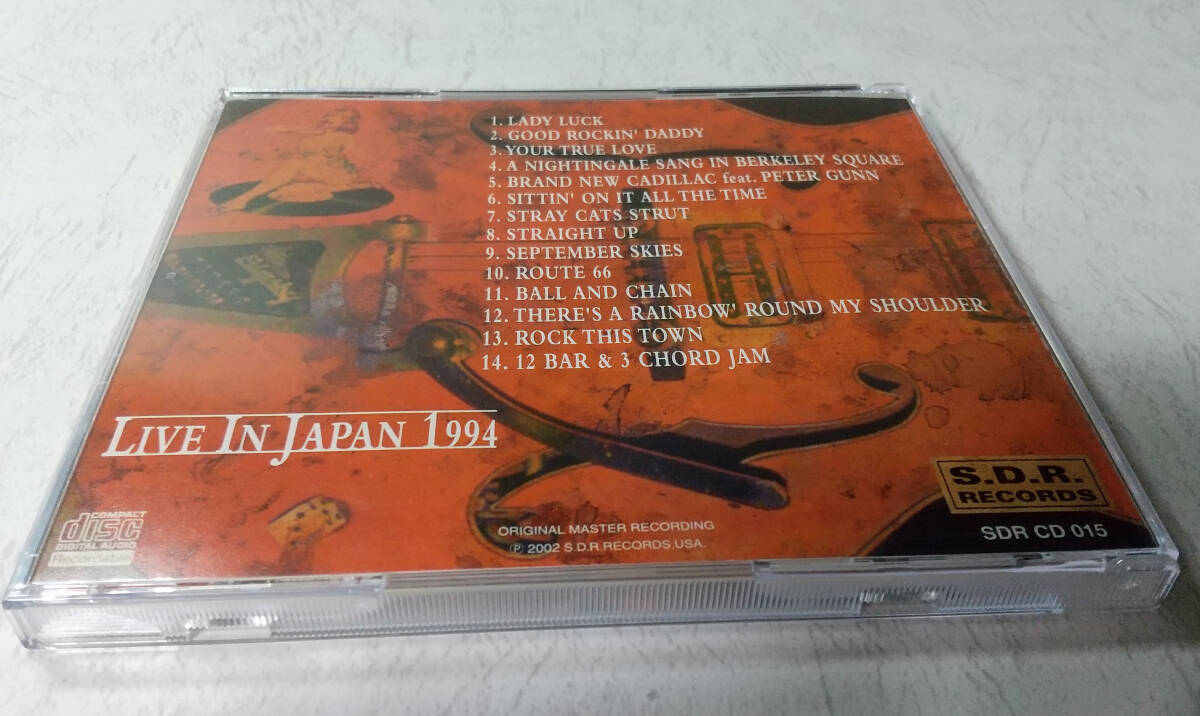 1. LADY LUCK
2. GOOD ROCKIN' DADDY
3. YOUR TRUE LOVE
4. A NIGHTINGALE SANG IN BERKELEY SQUARE
5. BRAND NEW CADILLAC feat. PETER GUNN
6. SITTIN' ON IT ALL THE TIME
7. STRAY CATS STRUT
8. STRAIGHT UP
9. SEPTEMBER SKIES
10. ROUTE 66
11. BALL AND CHAIN
12. THERE'S A RAINBOW' ROUND MY SHOULDER
13. ROCK THIS TOWN
14. 12 BAR & 3 CHORD JAM
LIVE IN JAPAN 1994
COMPACT
disc
DIGITAL AUDIO
Recordable
ORIGINAL MASTER RECORDING
Ⓟ 2002 S.D.R.RECORDS,USA.
S.D.R.
RECORDS
SDR CD 015